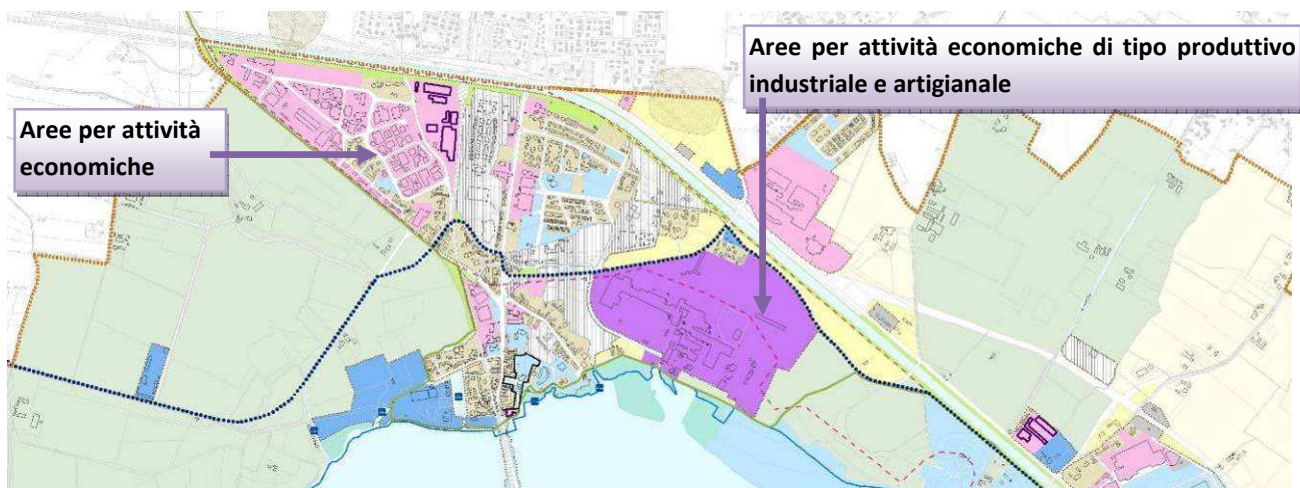 Aree per attività economiche di tipo produttivo
industriale e artigianale
Aree per attività
economiche